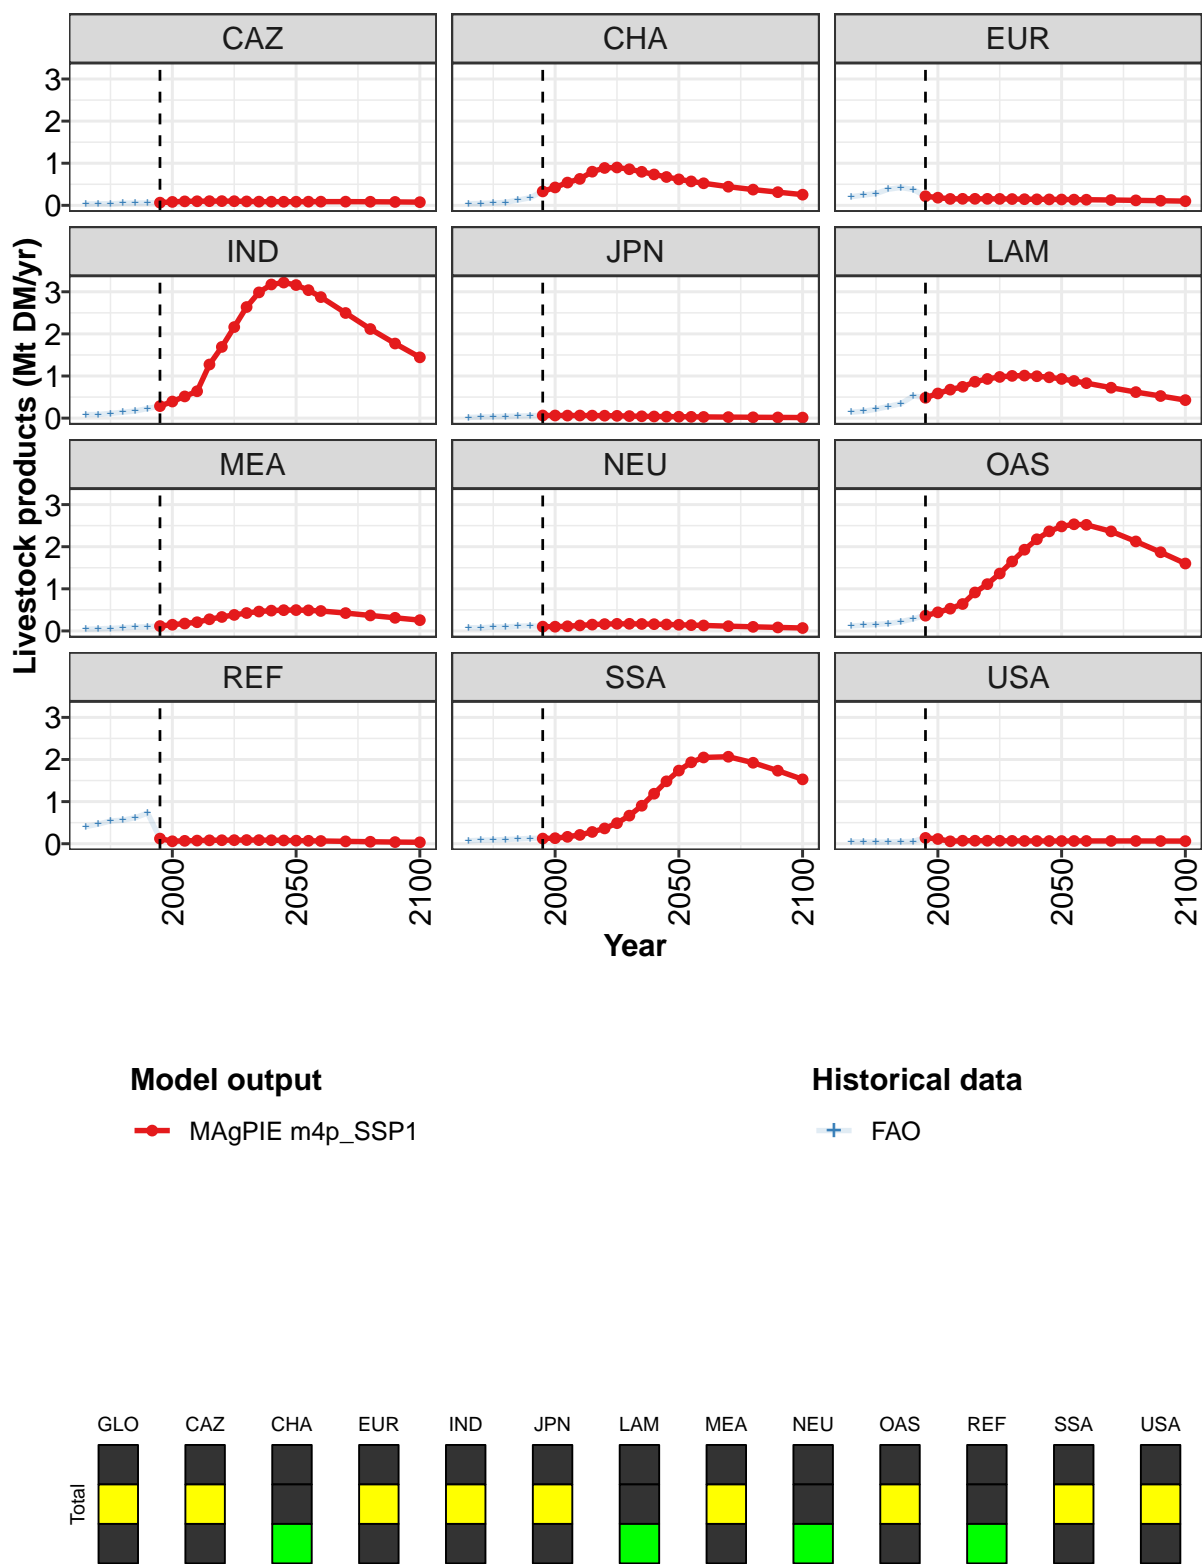 CAZ CHA EUR
3
2
1
0
IND JPN LAM
3
2
1
0
MEA NEU OAS
3
2
1
0
REF SSA USA
3
2
1
0
Livestock products (Mt DM/yr)
2000 2050 2100 2000 2050 2100 2000 2050 2100
Year
Model output Historical data
MAgPIE m4p_SSP1 FAO
GLO CAZ CHA EUR IND JPN LAM MEA NEU OAS REF SSA USA
Total